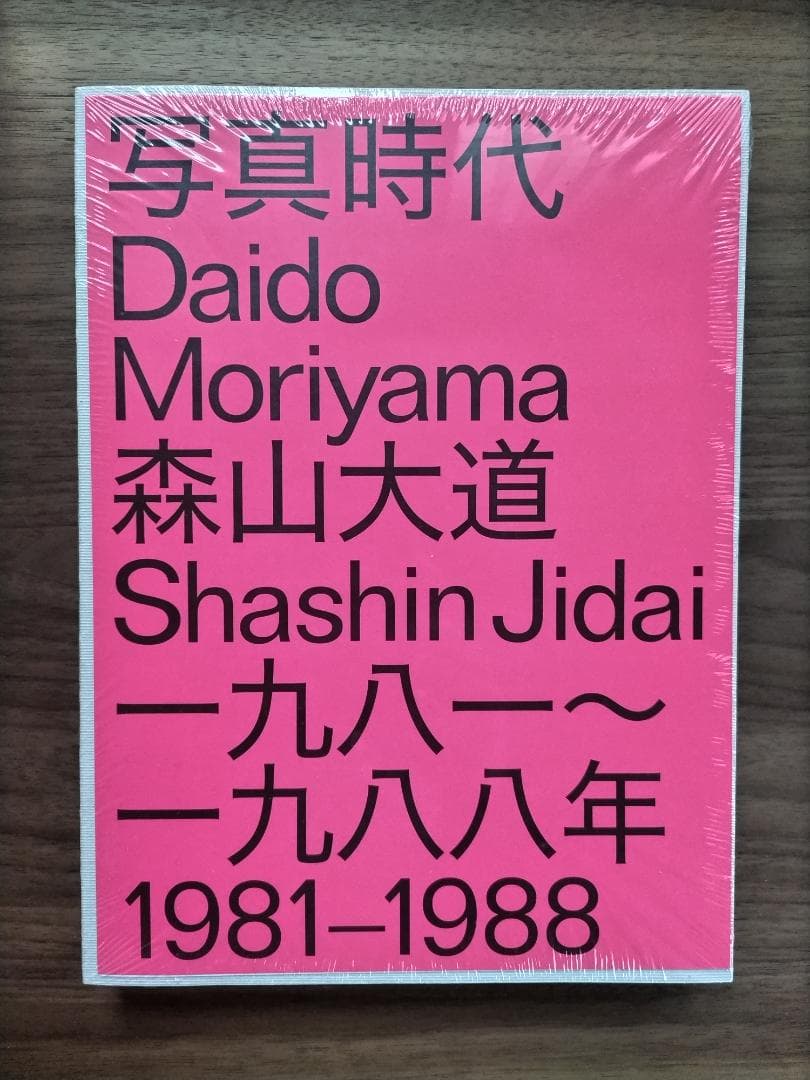 写真時代
Daido
Moriyama
森山大道
Shashin Jidai
一九八一〜
一九八八年
1981–1988